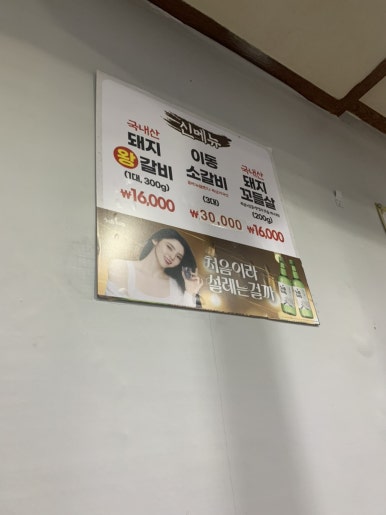 신메뉴
국내산
돼지
왕갈비
(1대, 300g)
₩16,000
이동
소갈비
(3대)
₩30,000
국내산
돼지
꼬들살
(200g)
₩16,000
처음이라
설레는걸까